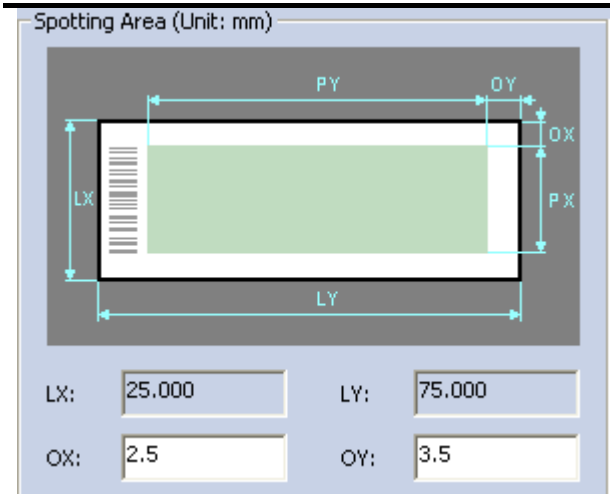 Spotting Area (Unit: mm)
PY OY
OX
LX PX
LY
LX: 25.000 LY: 75.000
OX: 2.5 OY: 3.5